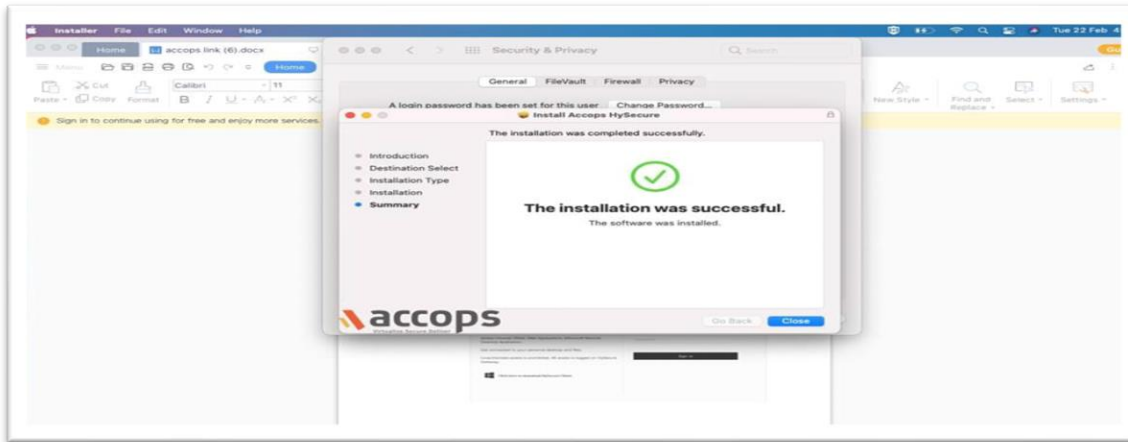 Installer File Edit Window Help Tue 22 Feb 4
Home accops link (6).docx
Security & Privacy Search
Menu Home
General FileVault Firewall Privacy
Cut Calibri 11
Paste Copy Format B I U A X² New Style Find and Replace Select Settings
A login password has been set for this user Change Password...
Sign in to continue using for free and enjoy more services.
Install Accops HySecure
The installation was completed successfully.
Introduction
Destination Select
Installation Type
Installation
Summary
The installation was successful.
The software was installed.
accops
Go Back Close